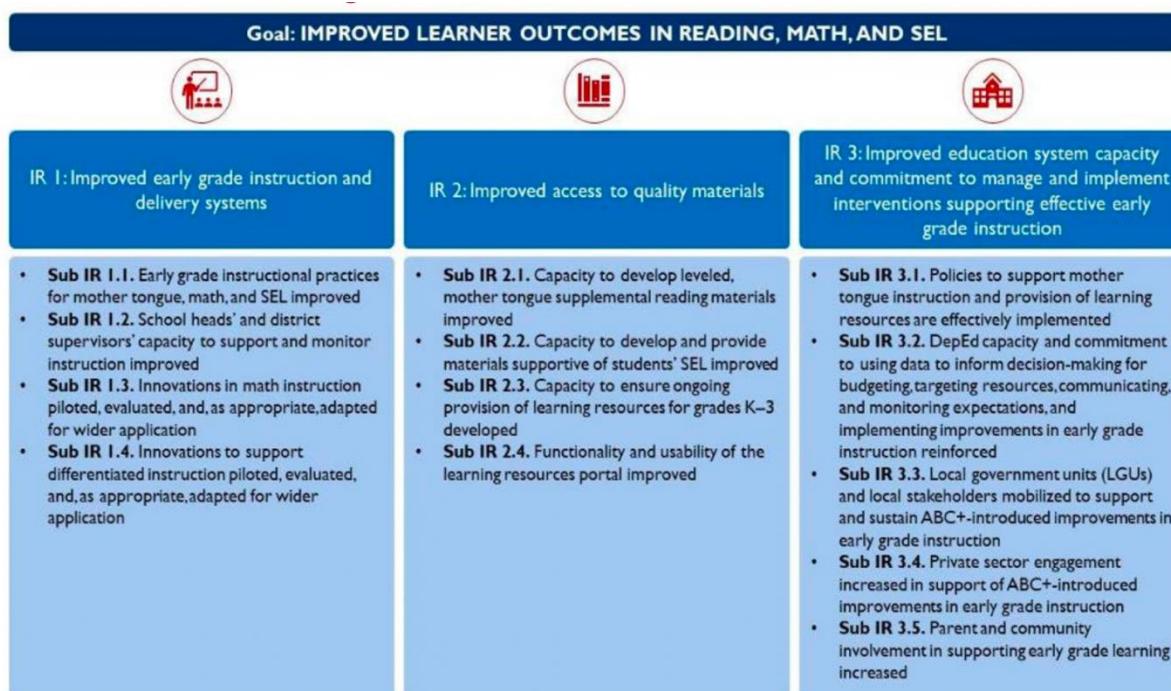 Goal: IMPROVED LEARNER OUTCOMES IN READING, MATH, AND SEL
IR 1: Improved early grade instruction and
delivery systems
• Sub IR 1.1. Early grade instructional practices
for mother tongue, math, and SEL improved
• Sub IR 1.2. School heads' and district
supervisors' capacity to support and monitor
instruction improved
• Sub IR 1.3. Innovations in math instruction
piloted, evaluated, and, as appropriate, adapted
for wider application
• Sub IR 1.4. Innovations to support
differentiated instruction piloted, evaluated,
and, as appropriate, adapted for wider
application
IR 2: Improved access to quality materials
• Sub IR 2.1. Capacity to develop leveled,
mother tongue supplemental reading materials
improved
• Sub IR 2.2. Capacity to develop and provide
materials supportive of students' SEL improved
• Sub IR 2.3. Capacity to ensure ongoing
provision of learning resources for grades K–3
developed
• Sub IR 2.4. Functionality and usability of the
learning resources portal improved
IR 3: Improved education system capacity
and commitment to manage and implement
interventions supporting effective early
grade instruction
• Sub IR 3.1. Policies to support mother
tongue instruction and provision of learning
resources are effectively implemented
• Sub IR 3.2. DepEd capacity and commitment
to using data to inform decision-making for
budgeting, targeting resources, communicating,
and monitoring expectations, and
implementing improvements in early grade
instruction reinforced
• Sub IR 3.3. Local government units (LGUs)
and local stakeholders mobilized to support
and sustain ABC+-introduced improvements in
early grade instruction
• Sub IR 3.4. Private sector engagement
increased in support of ABC+-introduced
improvements in early grade instruction
• Sub IR 3.5. Parent and community
involvement in supporting early grade learning
increased